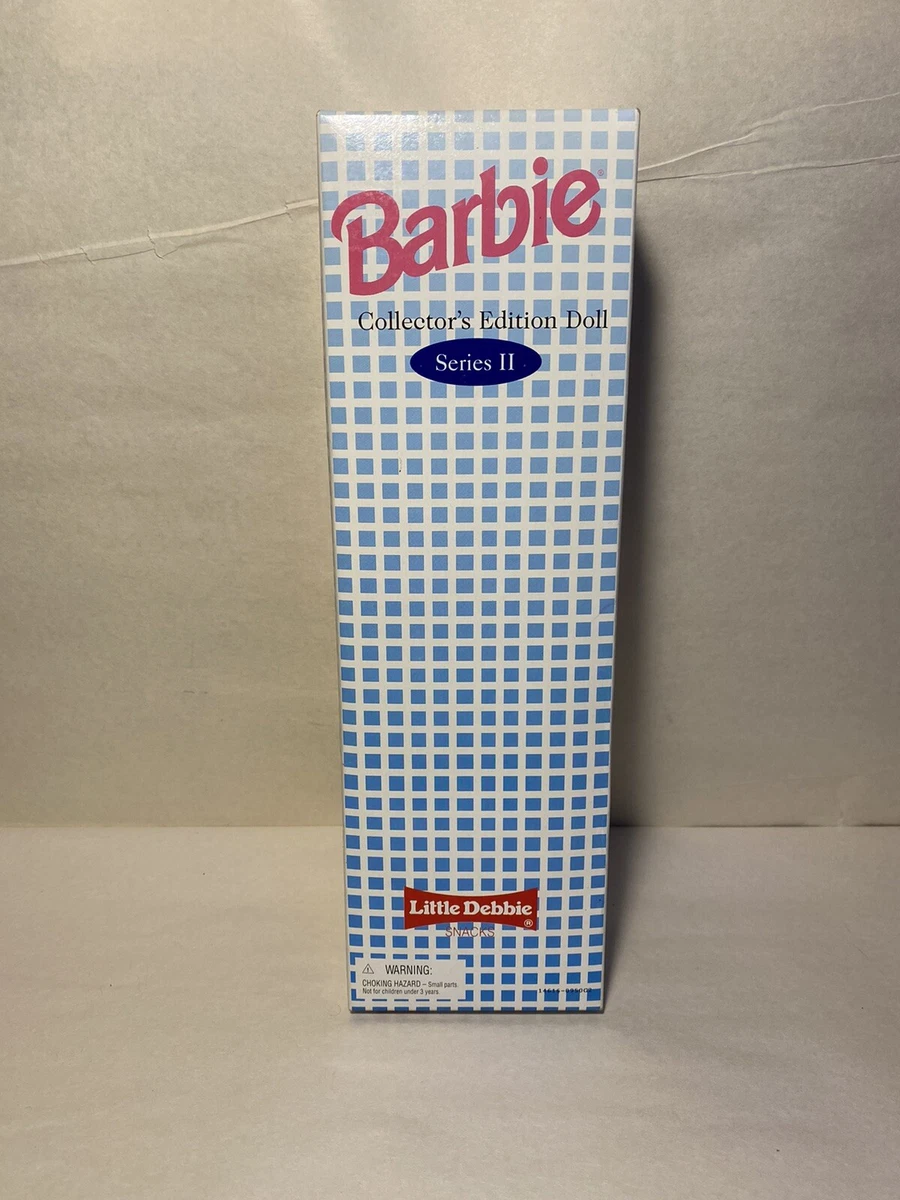 Barbie®
Collector's Edition Doll
Series II
Little Debbie®
SNACKS
⚠ WARNING:
CHOKING HAZARD – Small parts.
Not for children under 3 years.